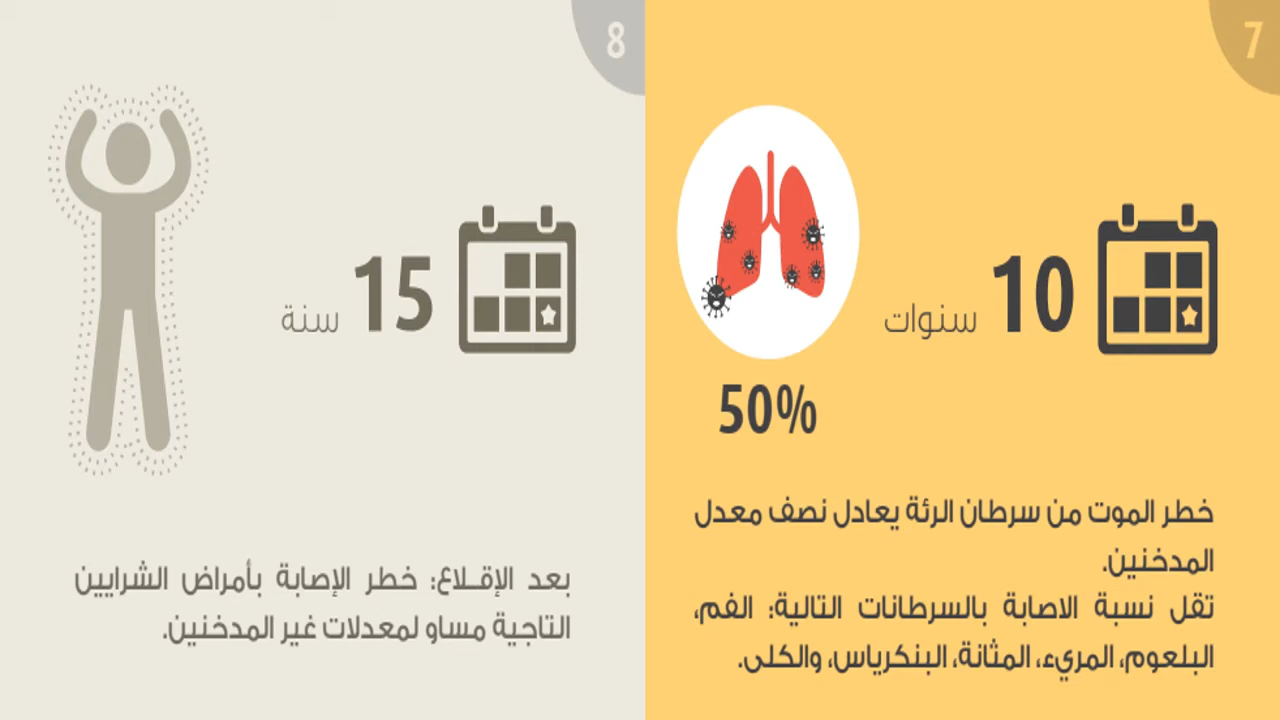 7
10 سنوات
50%
خطر الموت من سرطان الرئة يعادل نصف معدل
المدخنين.
تقل نسبة الاصابة بالسرطانات التالية: الفم،
البلعوم، المريء، المثانة، البنكرياس، والكلى.
8
15 سنة
بعد الإقـلاع: خطر الإصابة بأمراض الشرايين
التاجية مساو لمعدلات غير المدخنين.